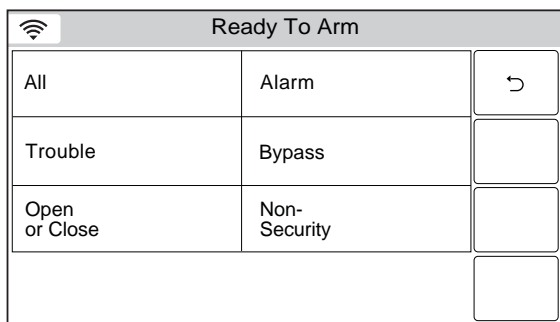 Ready To Arm
All
Alarm
Trouble
Bypass
Open
or Close
Non-
Security